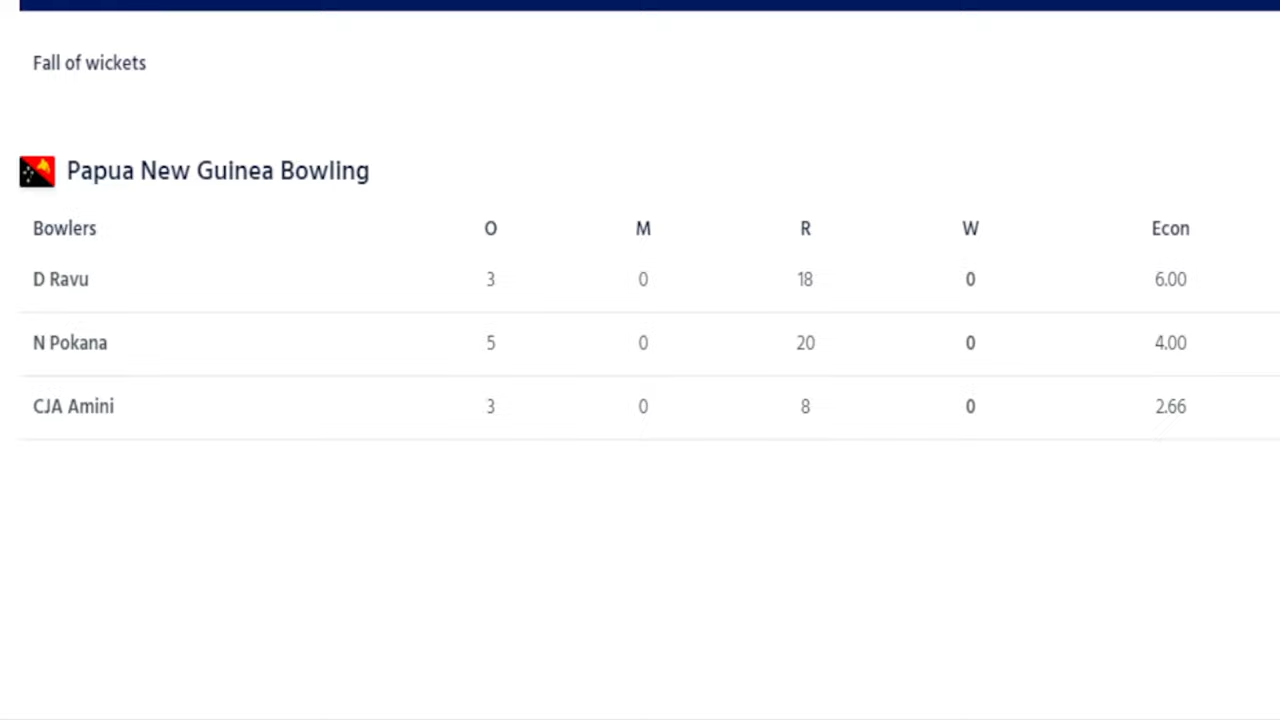 Fall of wickets
Papua New Guinea Bowling
Bowlers O M R W Econ
D Ravu 3 0 18 0 6.00
N Pokana 5 0 20 0 4.00
CJA Amini 3 0 8 0 2.66